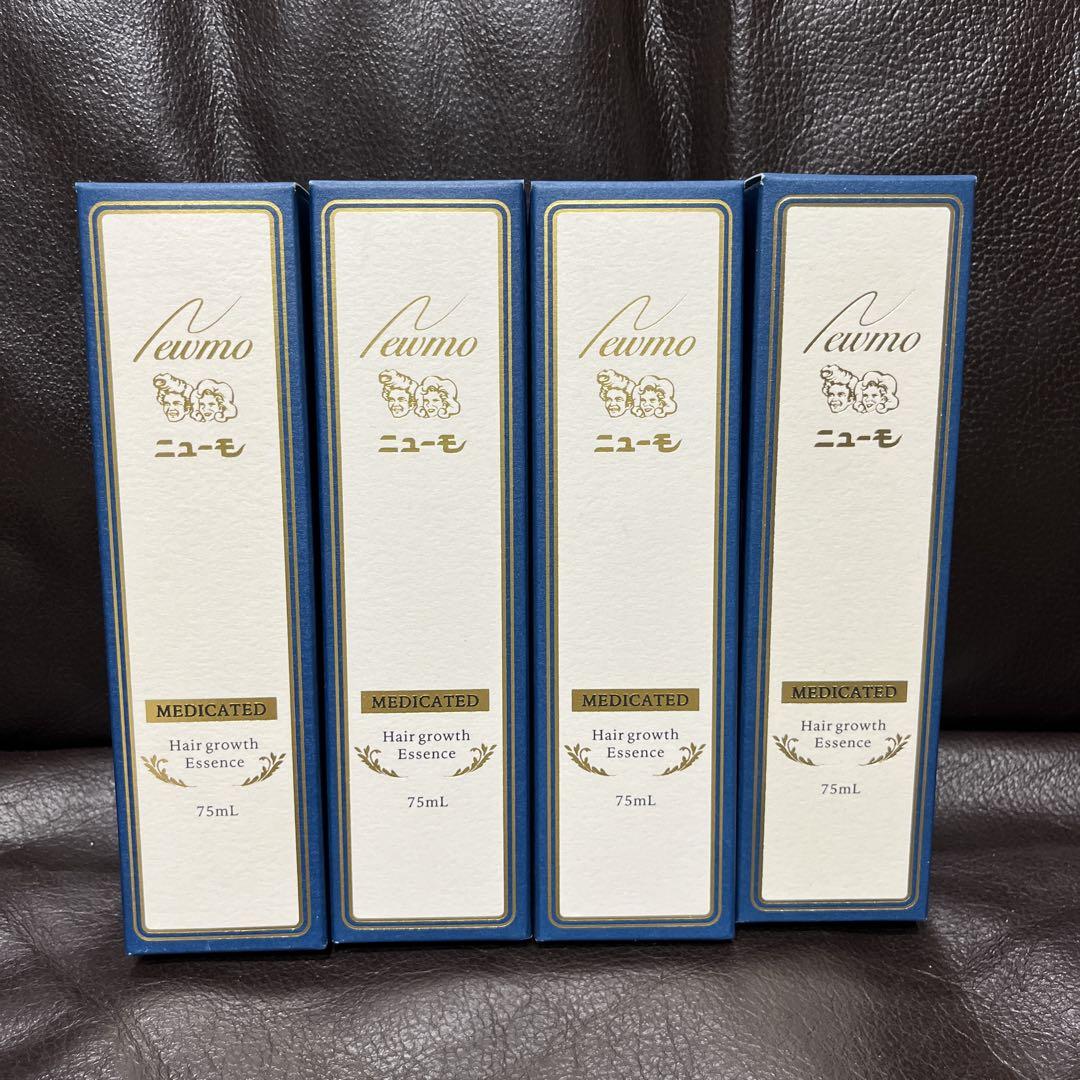 Newmo
ニューモ
MEDICATED
Hair growth
Essence
75mL
Newmo
ニューモ
MEDICATED
Hair growth
Essence
75mL
Newmo
ニューモ
MEDICATED
Hair growth
Essence
75mL
Newmo
ニューモ
MEDICATED
Hair growth
Essence
75mL